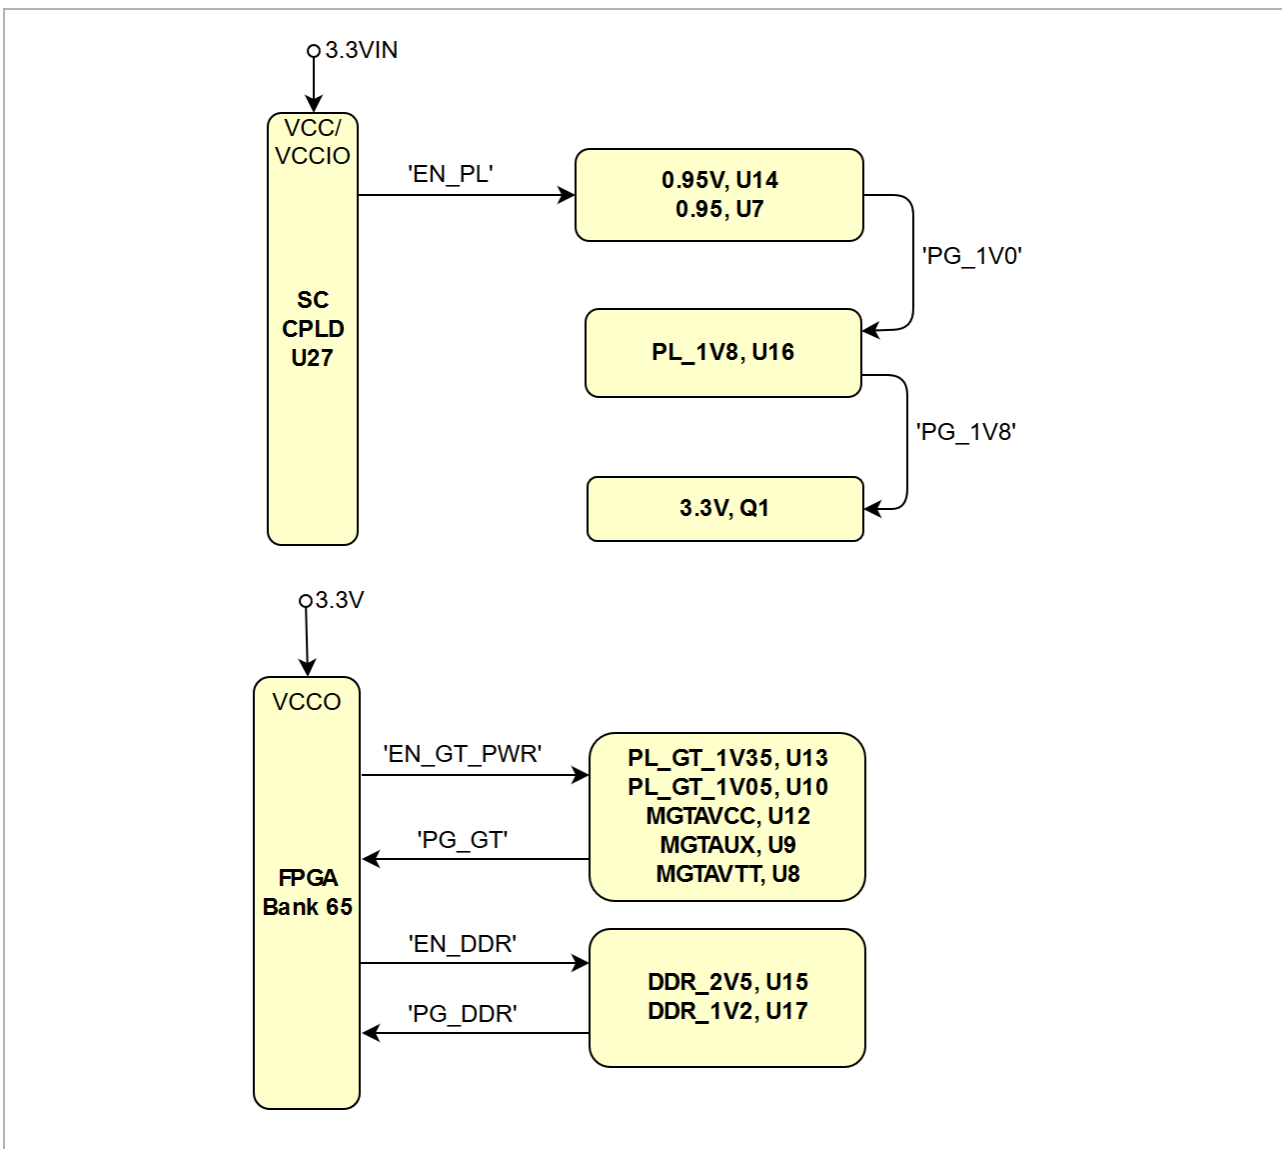 3.3VIN
VCC/
VCCIO
'EN_PL'
0.95V, U14
0.95, U7
'PG_1V0'
SC
CPLD
U27
PL_1V8, U16
'PG_1V8'
3.3V, Q1
3.3V
VCCO
'EN_GT_PWR'
PL_GT_1V35, U13
PL_GT_1V05, U10
MGTAVCC, U12
MGTAUX, U9
MGTAVTT, U8
'PG_GT'
FPGA
Bank 65
'EN_DDR'
DDR_2V5, U15
DDR_1V2, U17
'PG_DDR'